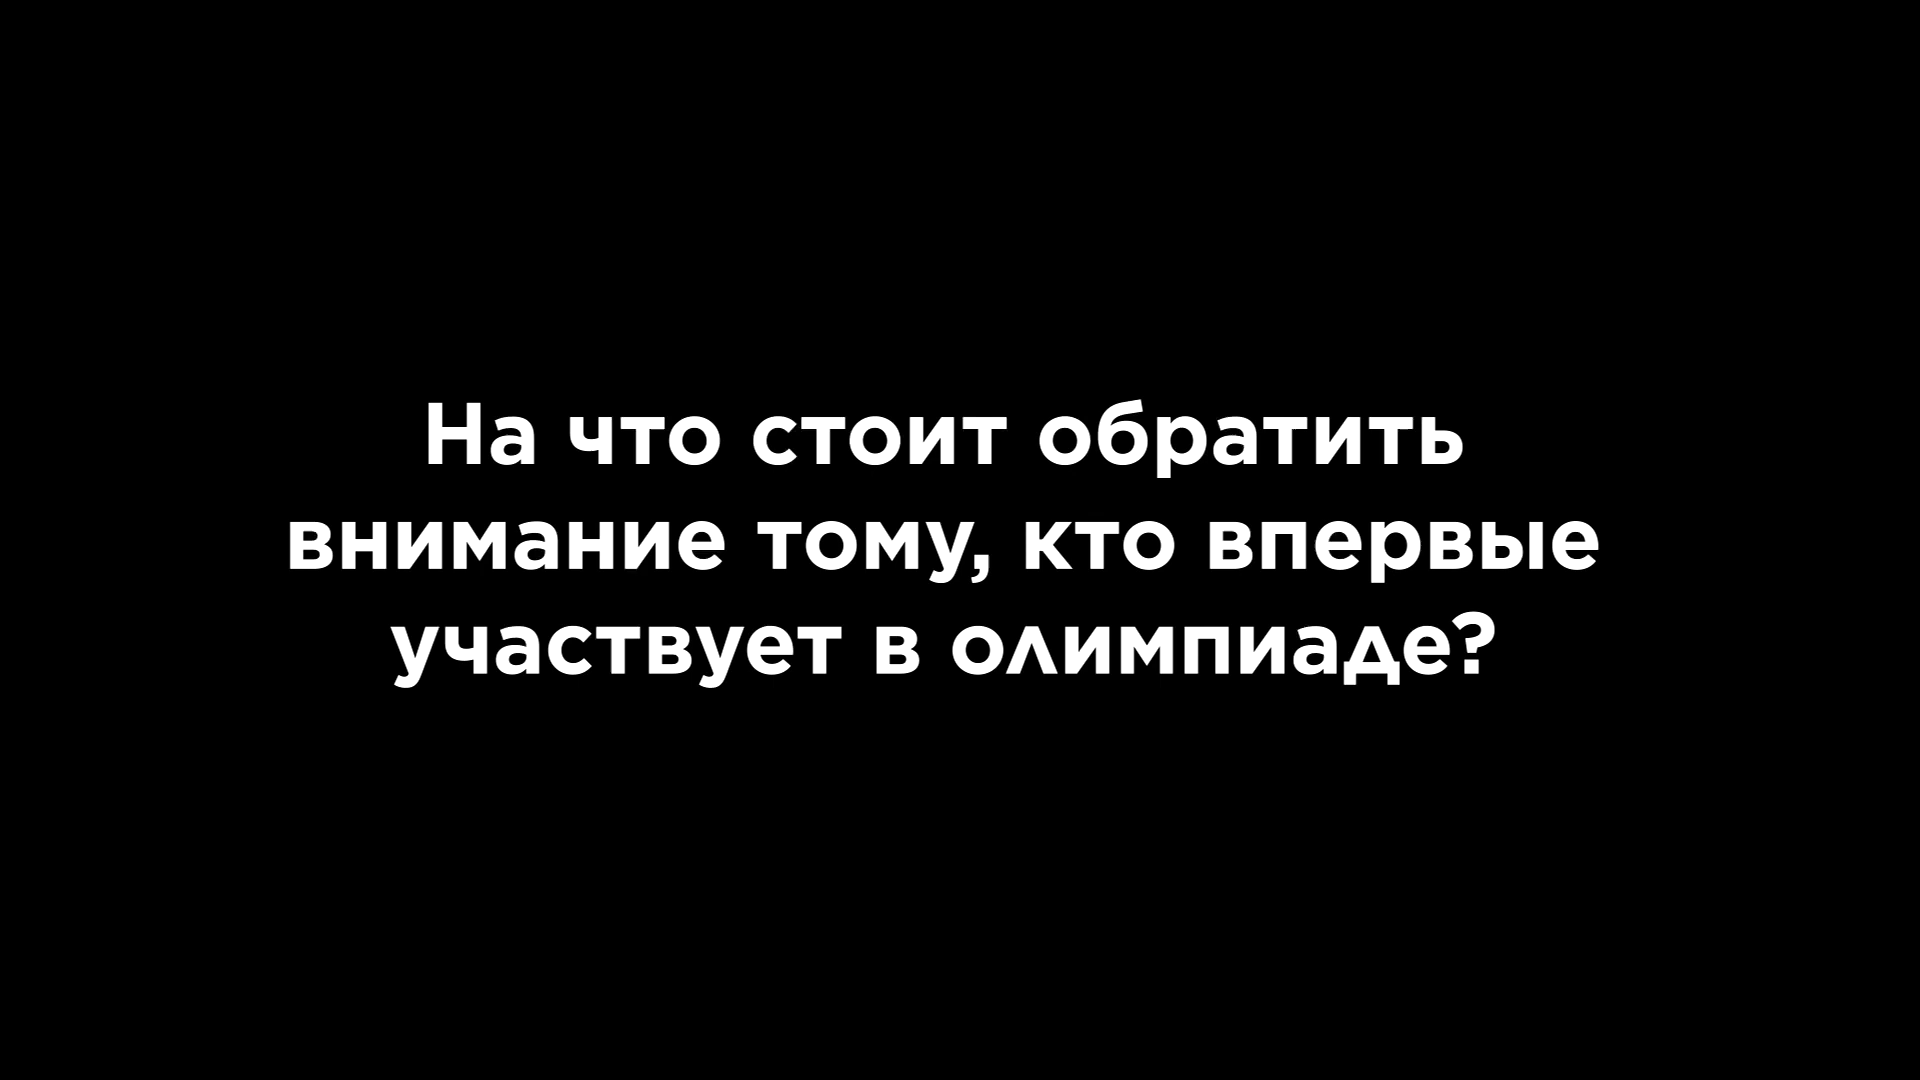 На что стоит обратить
внимание тому, кто впервые
участвует в олимпиаде?